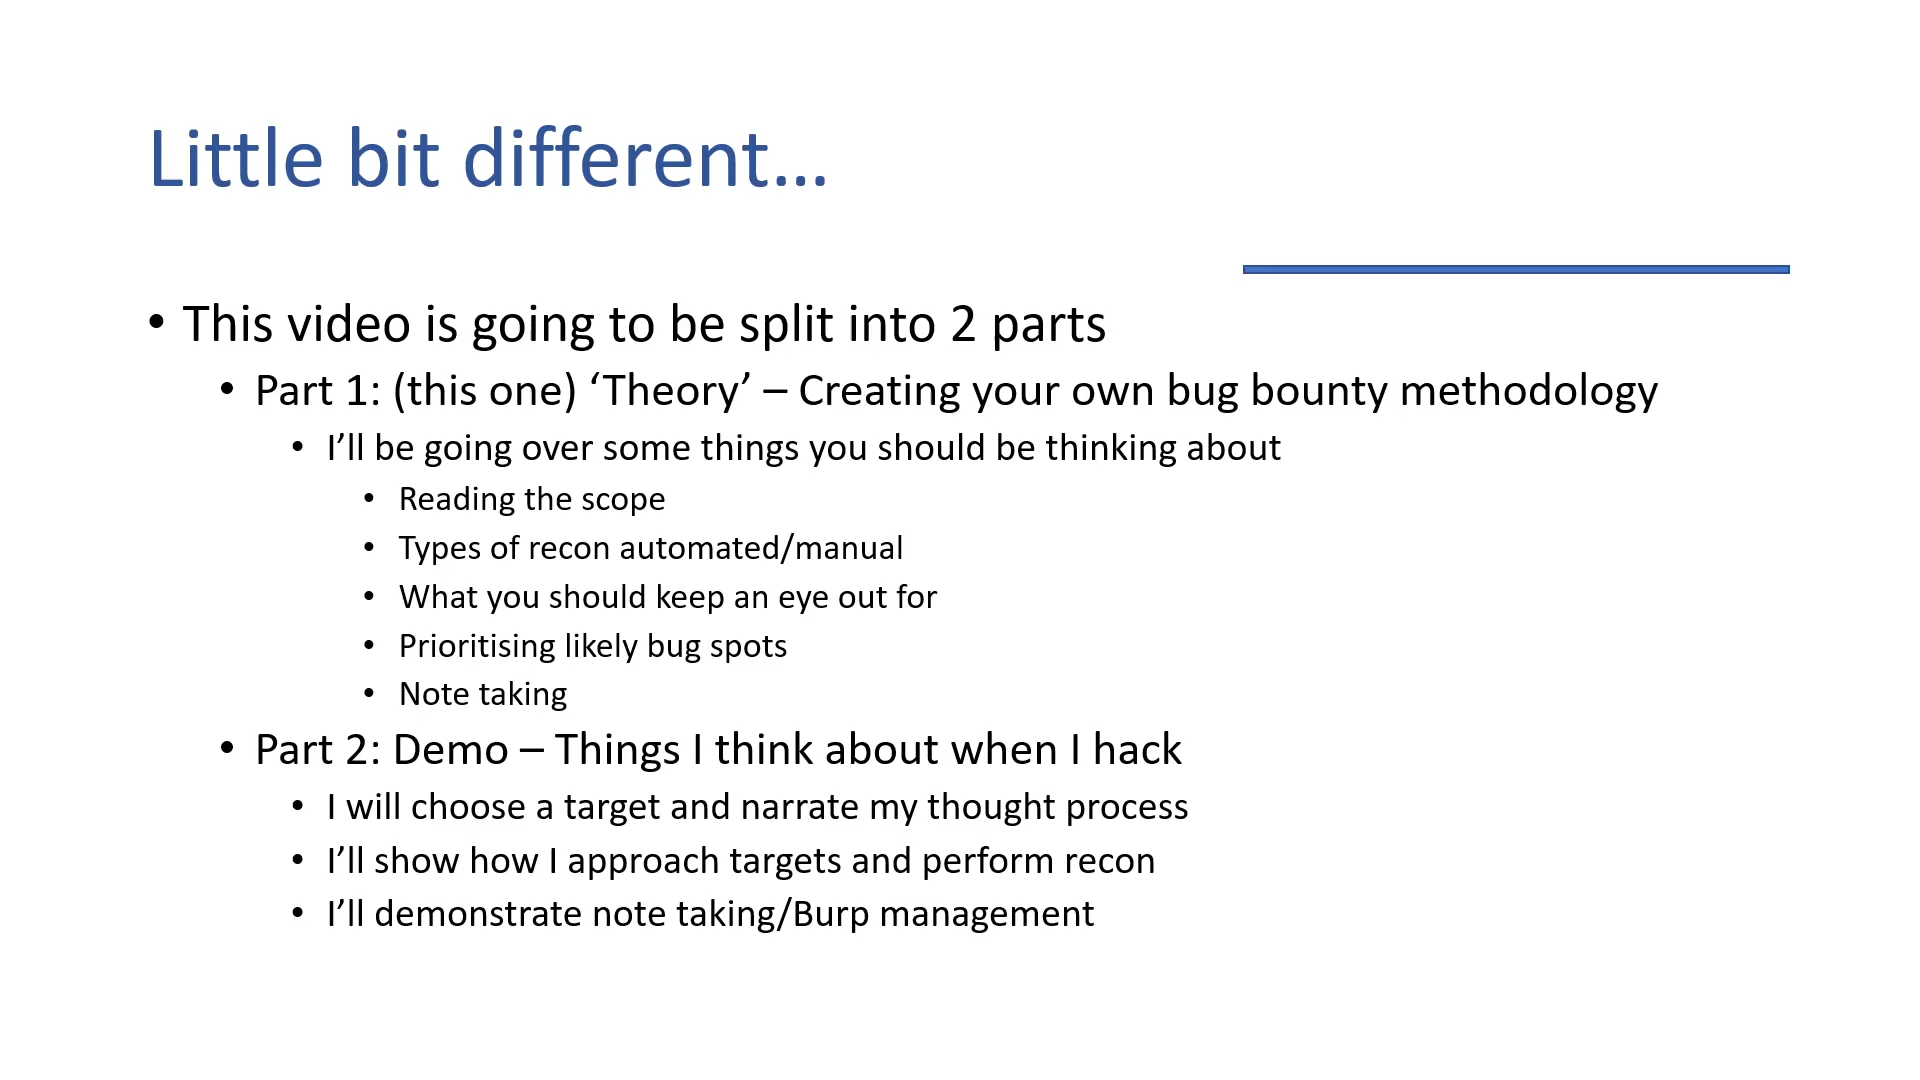 Little bit different…
• This video is going to be split into 2 parts
• Part 1: (this one) ‘Theory’ – Creating your own bug bounty methodology
• I’ll be going over some things you should be thinking about
• Reading the scope
• Types of recon automated/manual
• What you should keep an eye out for
• Prioritising likely bug spots
• Note taking
• Part 2: Demo – Things I think about when I hack
• I will choose a target and narrate my thought process
• I’ll show how I approach targets and perform recon
• I’ll demonstrate note taking/Burp management